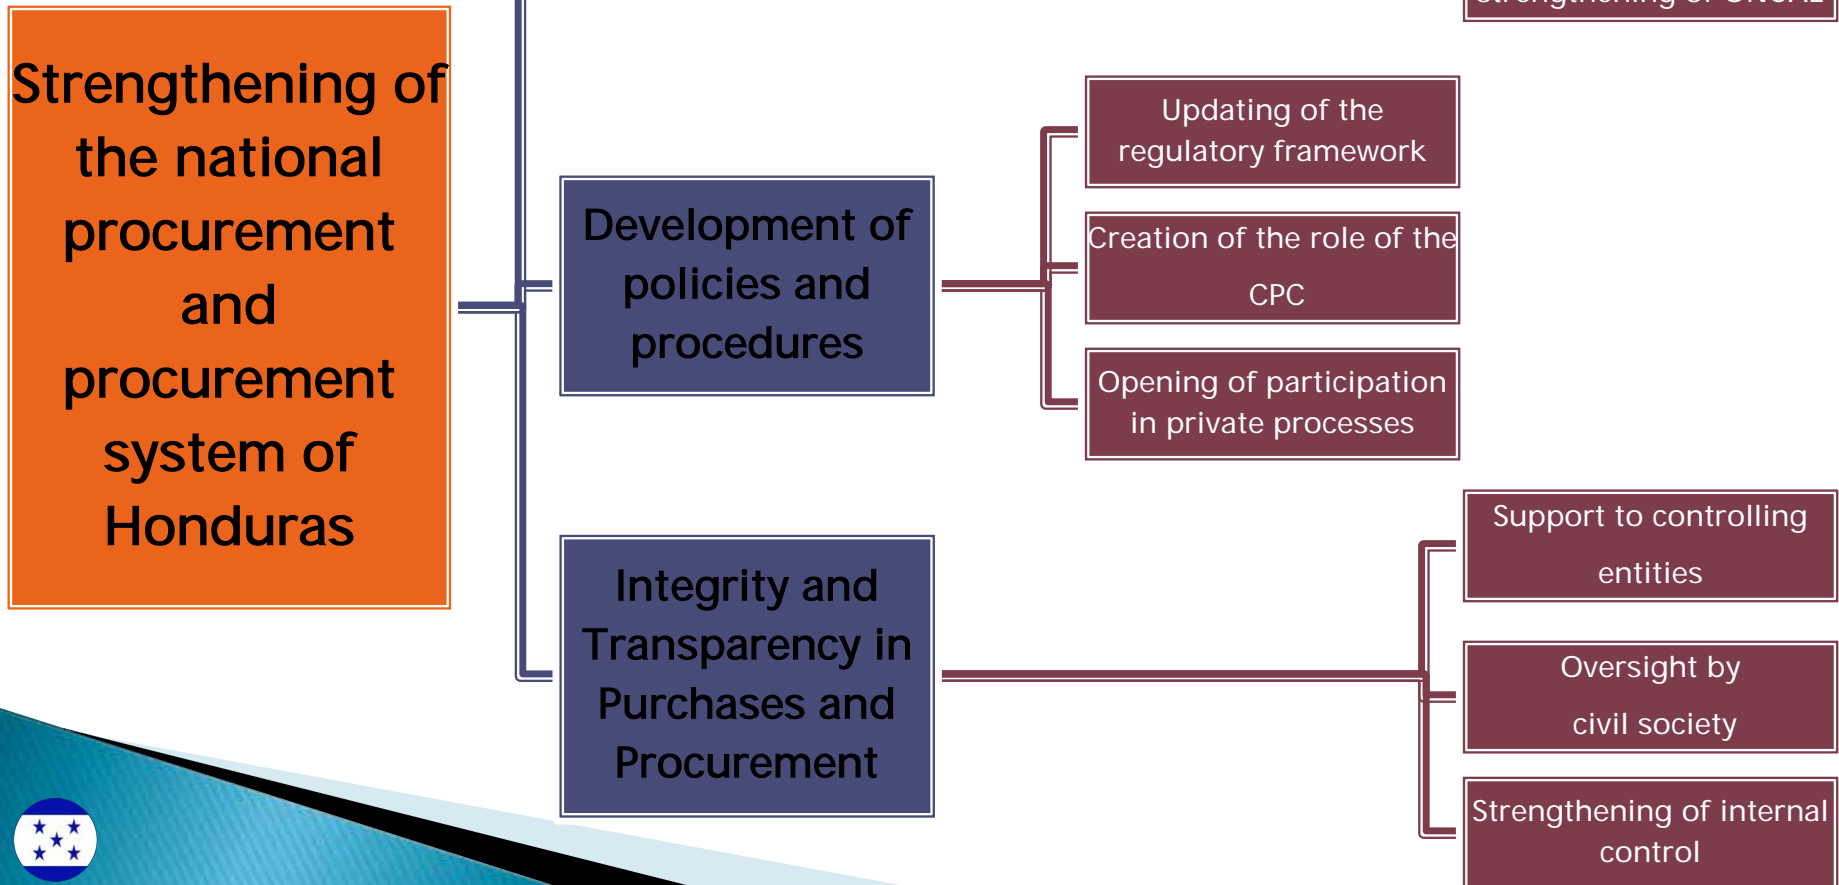 Strengthening of
the national
procurement
and
procurement
system of
Honduras
Development of
policies and
procedures
Updating of the
regulatory framework
Creation of the role of the
CPC
Opening of participation
in private processes
Integrity and
Transparency in
Purchases and
Procurement
Support to controlling
entities
Oversight by
civil society
Strengthening of internal
control